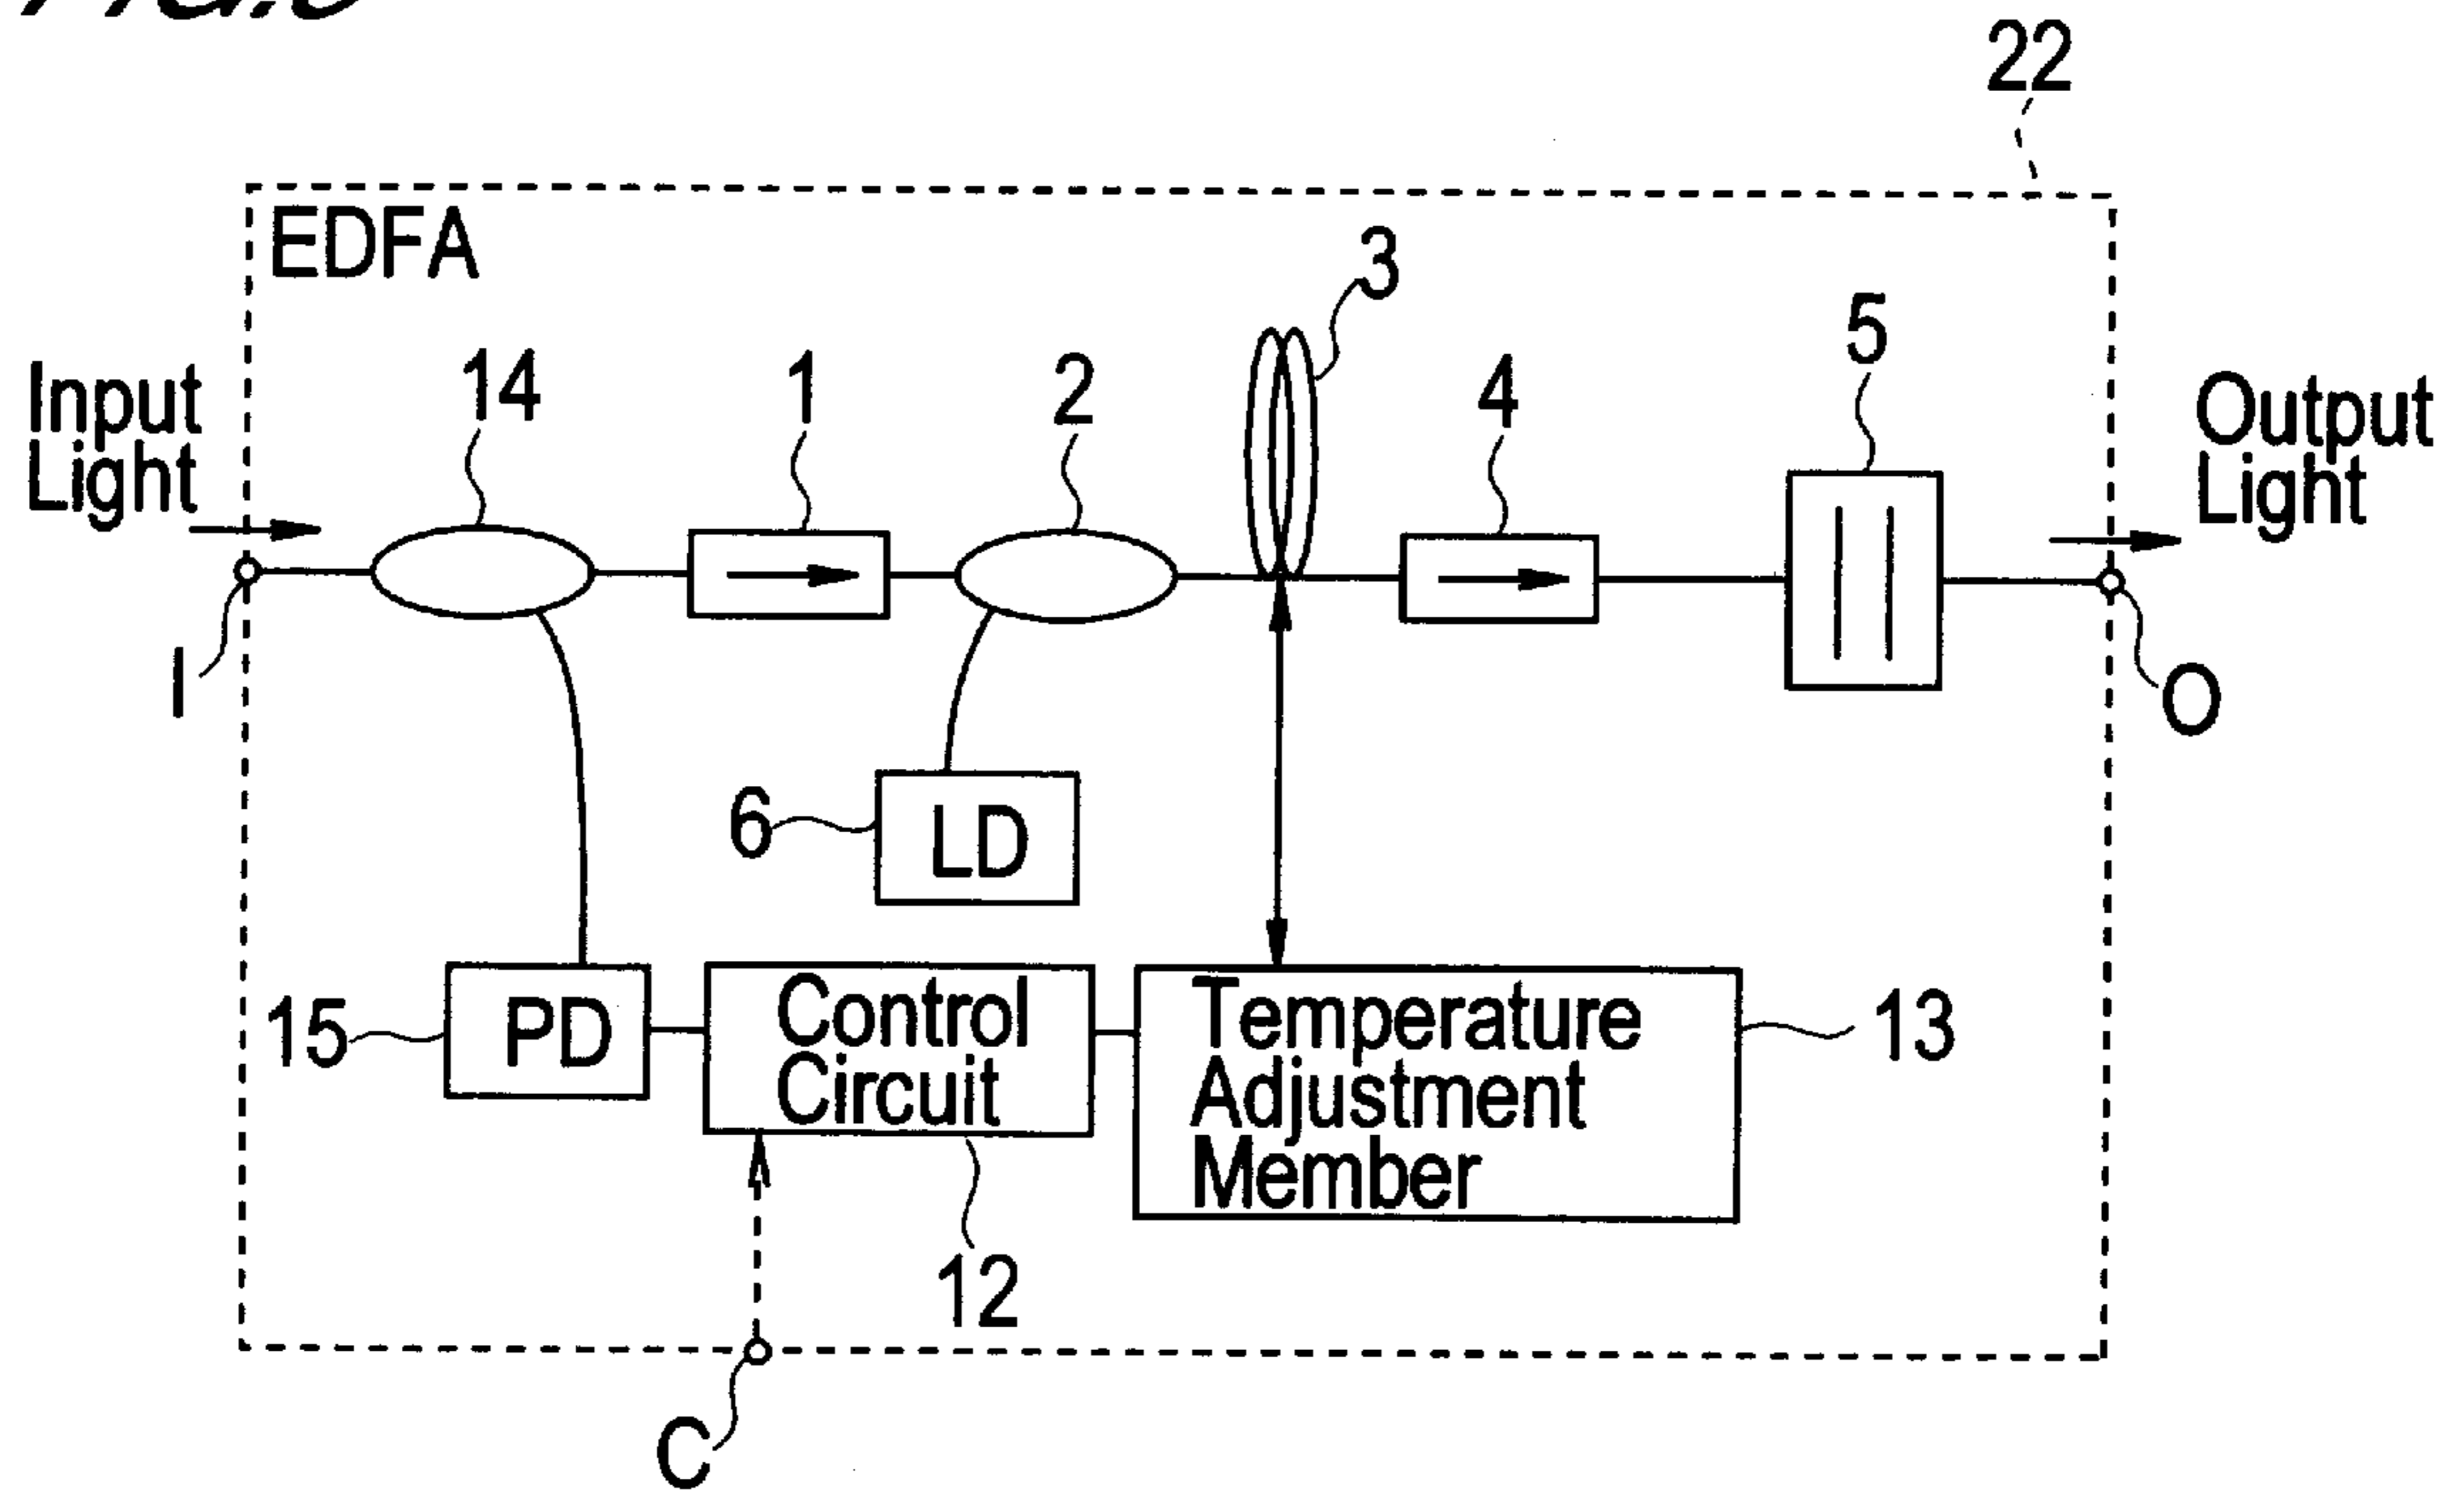 22
EDFA
3
5
14
1
2
4
Input
Light
Output
Light
I
O
6
LD
15
PD
Control
Circuit
Temperature
Adjustment
Member
13
12
C